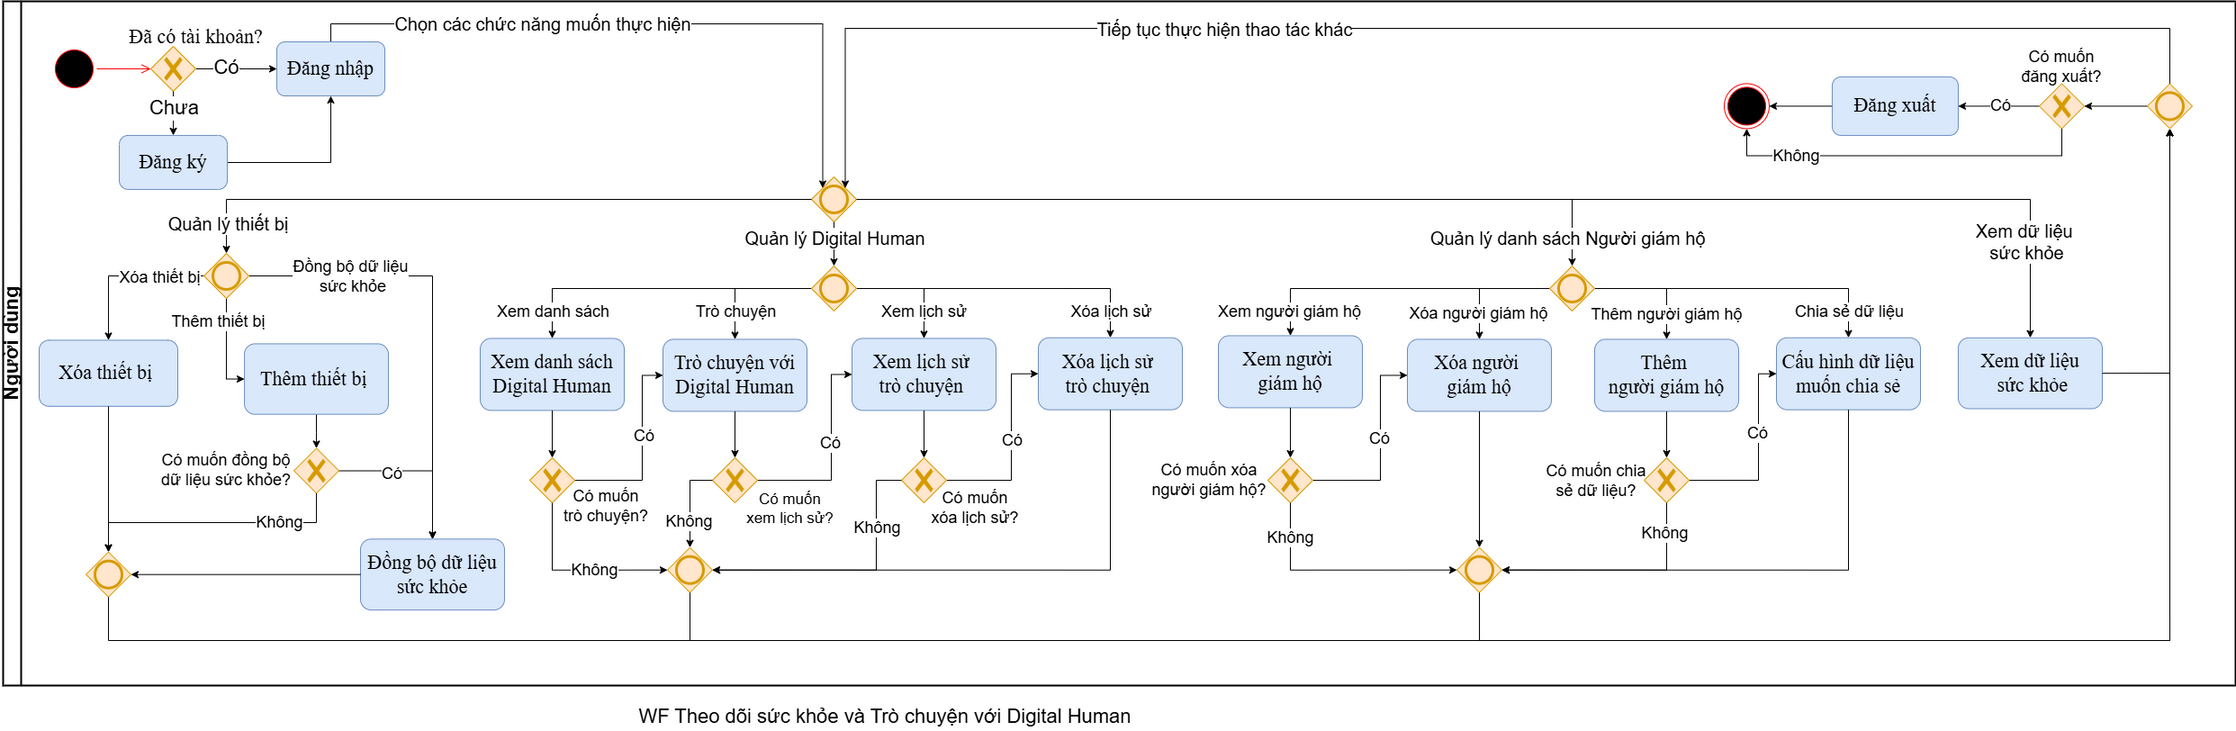 Người dùng
Đã có tài khoản?
Có
Chưa
Đăng nhập
Đăng ký
Chọn các chức năng muốn thực hiện
Tiếp tục thực hiện thao tác khác
Có muốn
đăng xuất?
Có
Không
Đăng xuất
Quản lý thiết bị
Quản lý Digital Human
Quản lý danh sách Người giám hộ
Xem dữ liệu
sức khỏe
Xóa thiết bị
Đồng bộ dữ liệu
sức khỏe
Thêm thiết bị
Xóa thiết bị
Thêm thiết bị
Có muốn đồng bộ
dữ liệu sức khỏe?
Có
Không
Đồng bộ dữ liệu
sức khỏe
Xem danh sách
Trò chuyện
Xem lịch sử
Xóa lịch sử
Xem danh sách
Digital Human
Trò chuyện với
Digital Human
Xem lịch sử
trò chuyện
Xóa lịch sử
trò chuyện
Có
Có
Có
Có muốn
trò chuyện?
Có muốn
xem lịch sử?
Có muốn
xóa lịch sử?
Không
Không
Không
Xem người giám hộ
Xóa người giám hộ
Thêm người giám hộ
Chia sẻ dữ liệu
Xem người
giám hộ
Xóa người
giám hộ
Thêm
người giám hộ
Cấu hình dữ liệu
muốn chia sẻ
Xem dữ liệu
sức khỏe
Có
Có
Có muốn xóa
người giám hộ?
Có muốn chia
sẻ dữ liệu?
Không
Không
WF Theo dõi sức khỏe và Trò chuyện với Digital Human